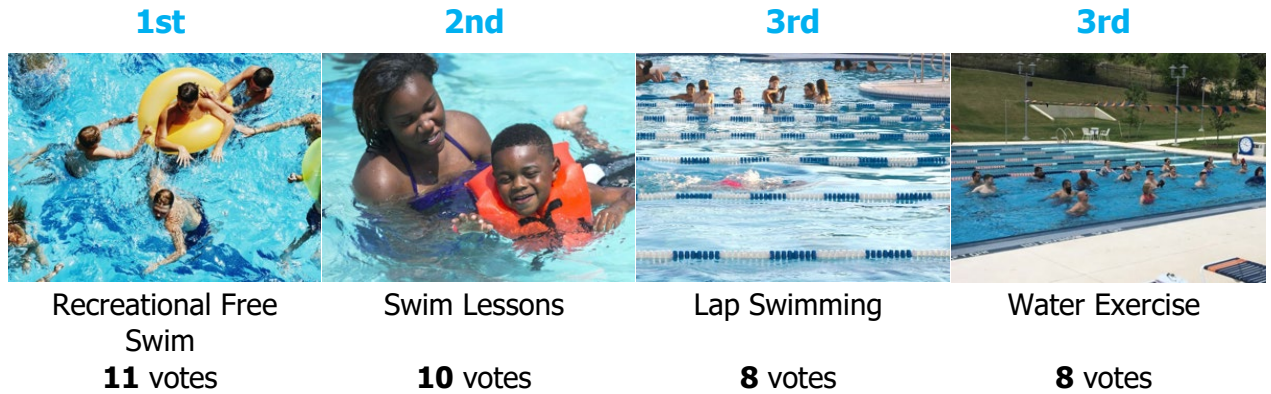 1st
2nd
3rd
3rd
Recreational Free
Swim
Swim Lessons
Lap Swimming
Water Exercise
11 votes
10 votes
8 votes
8 votes